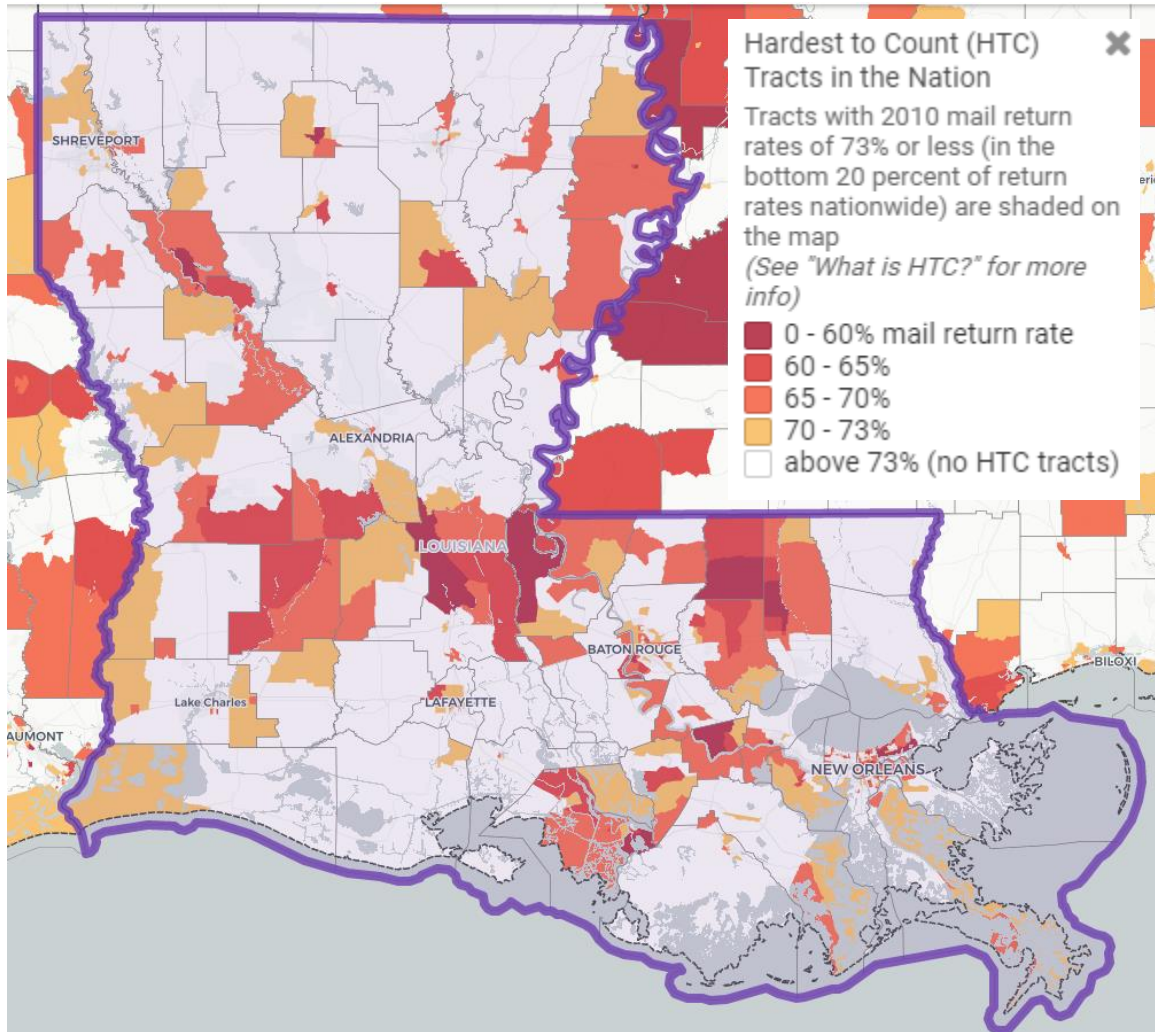 Hardest to Count (HTC)
Tracts in the Nation
Tracts with 2010 mail return
rates of 73% or less (in the
bottom 20 percent of return
rates nationwide) are shaded on
the map
(See "What is HTC?" for more
info)
0 - 60% mail return rate
60 - 65%
65 - 70%
70 - 73%
above 73% (no HTC tracts)
SHREVEPORT
ALEXANDRIA
LOUISIANA
BATON ROUGE
BILOXI
Lake Charles
LAFAYETTE
AUMONT
NEW ORLEANS